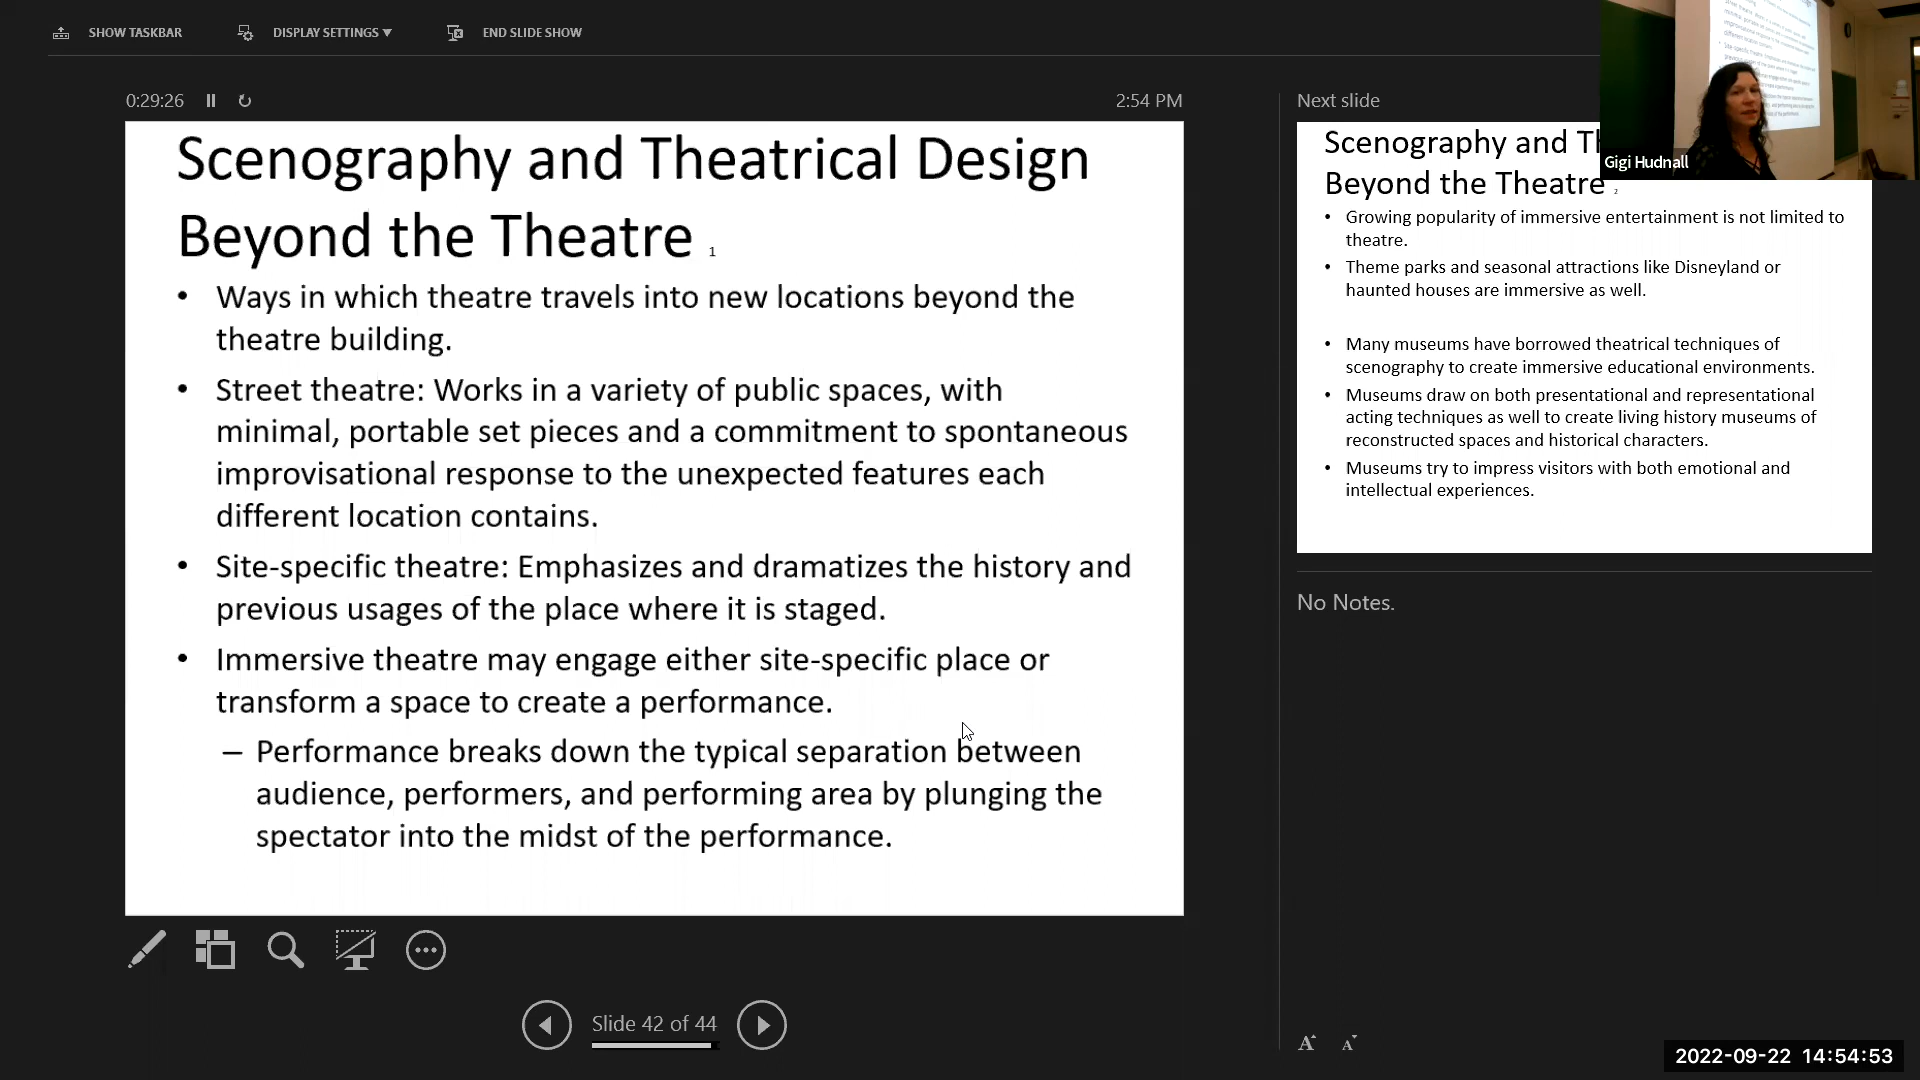 SHOW TASKBAR
DISPLAY SETTINGS ▼
END SLIDE SHOW
0:29:26
2:54 PM
Scenography and Theatrical Design
Beyond the Theatre 1
• Ways in which theatre travels into new locations beyond the
theatre building.
• Street theatre: Works in a variety of public spaces, with
minimal, portable set pieces and a commitment to spontaneous
improvisational response to the unexpected features each
different location contains.
• Site-specific theatre: Emphasizes and dramatizes the history and
previous usages of the place where it is staged.
• Immersive theatre may engage either site-specific place or
transform a space to create a performance.
– Performance breaks down the typical separation between
audience, performers, and performing area by plunging the
spectator into the midst of the performance.
Slide 42 of 44
Next slide
Scenography and
Beyond the Theatre 2
• Growing popularity of immersive entertainment is not limited to
theatre.
• Theme parks and seasonal attractions like Disneyland or
haunted houses are immersive as well.
• Many museums have borrowed theatrical techniques of
scenography to create immersive educational environments.
• Museums draw on both presentational and representational
acting techniques as well to create living history museums of
reconstructed spaces and historical characters.
• Museums try to impress visitors with both emotional and
intellectual experiences.
Gigi Hudnall
No Notes.
A A
2022-09-22 14:54:53